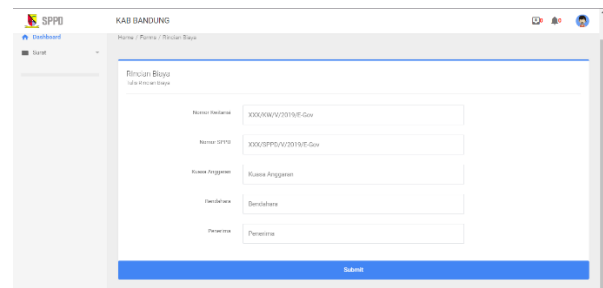 SPPD
KAB BANDUNG
Dashboard
Home / Forms / Rincian Biaya
Surat
Rincian Biaya
Rincian Biaya
Nomor Kwitansi
XXX/KW/V/2019/E-Gov
Nomor SPPD
XXX/SPPD/V/2019/E-Gov
Kuasa Anggaran
Kuasa Anggaran
Bendahara
Bendahara
Penerima
Penerima
Submit